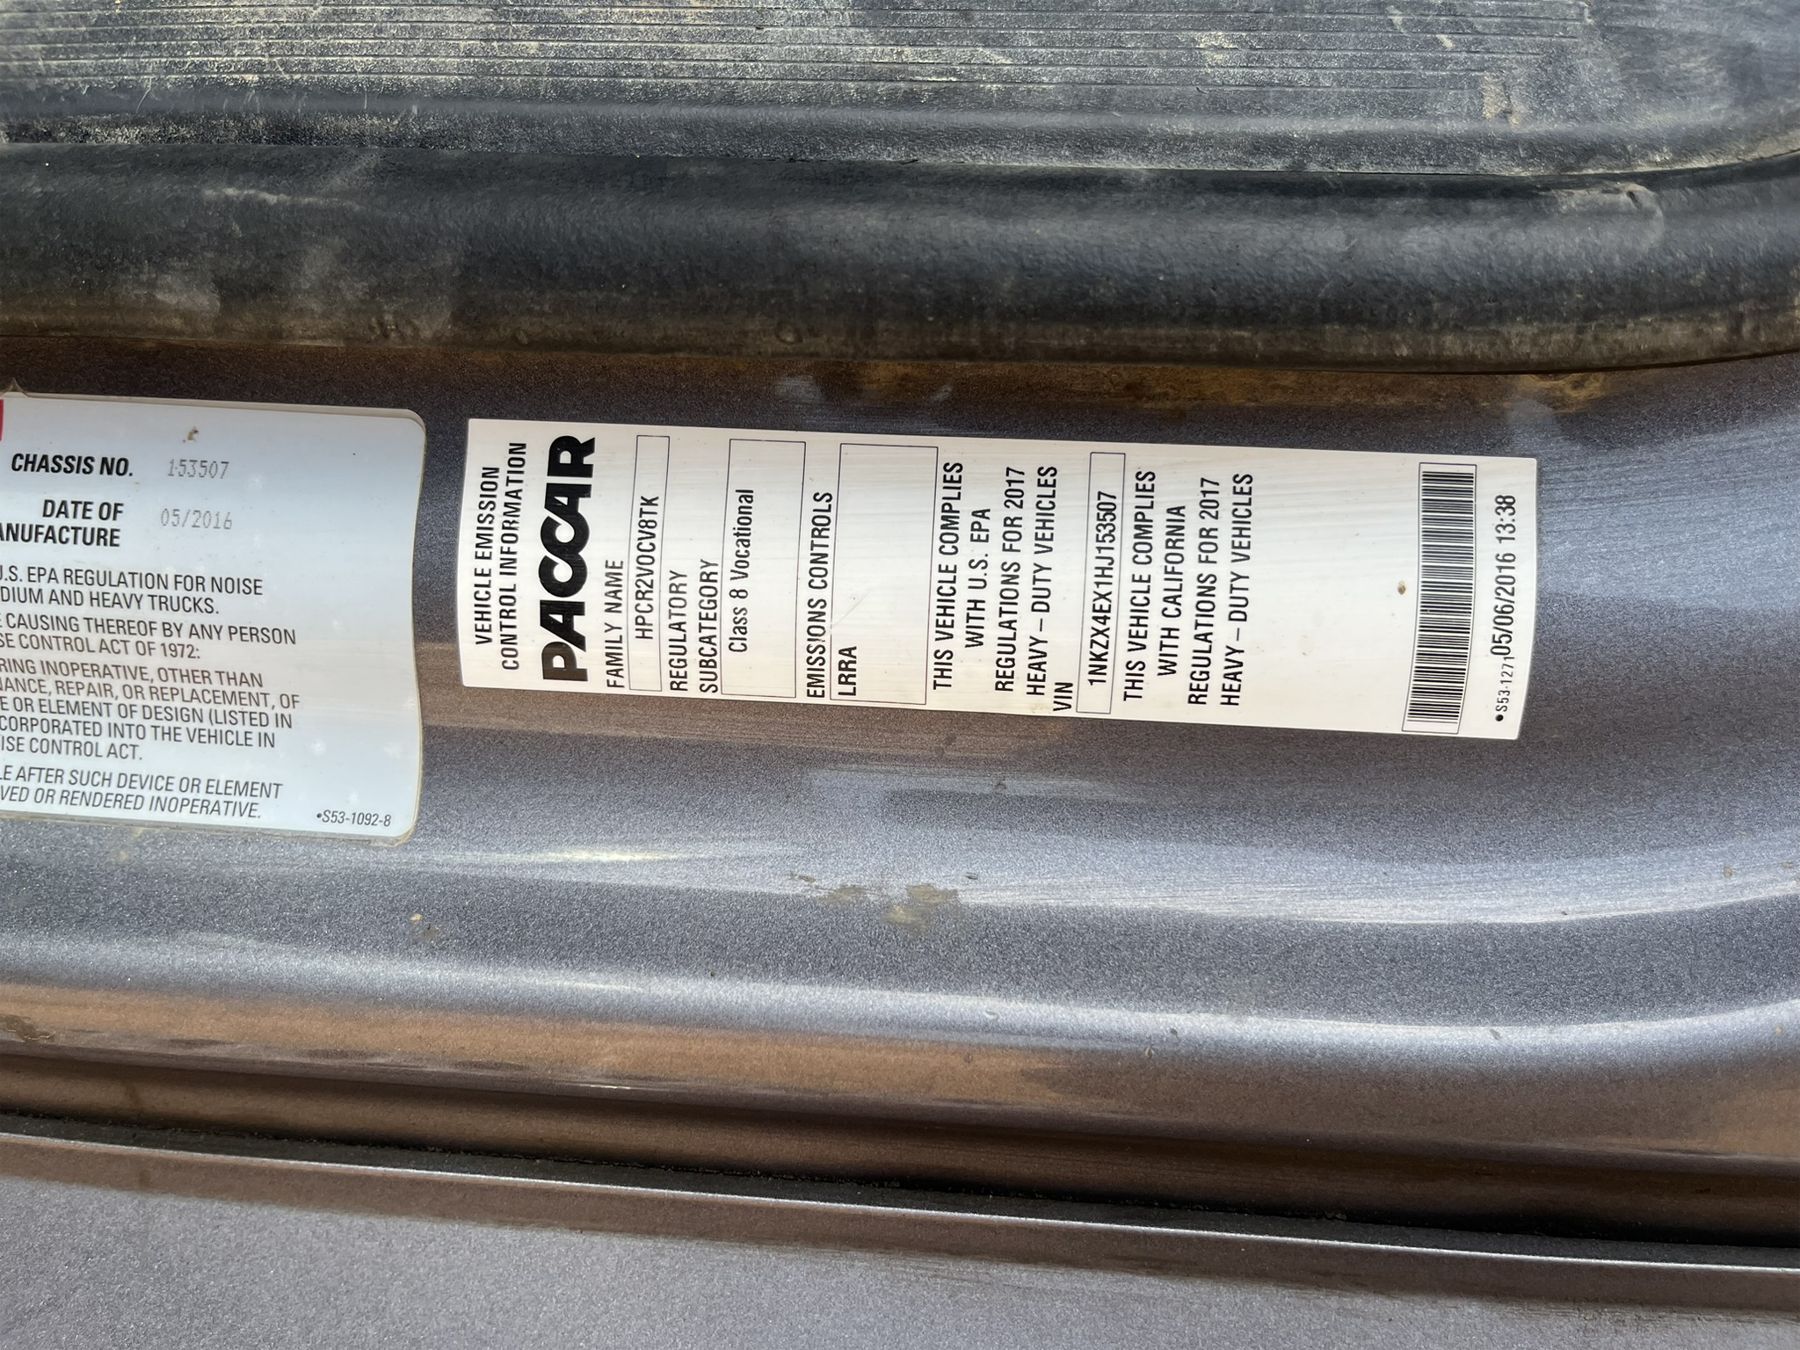 CHASSIS NO. 153507
DATE OF
ANUFACTURE 05/2016
U.S. EPA REGULATION FOR NOISE
DIUM AND HEAVY TRUCKS.
E CAUSING THEREOF BY ANY PERSON
SE CONTROL ACT OF 1972:
RING INOPERATIVE, OTHER THAN
NANCE, REPAIR, OR REPLACEMENT, OF
E OR ELEMENT OF DESIGN (LISTED IN
CORPORATED INTO THE VEHICLE IN
ISE CONTROL ACT.
LE AFTER SUCH DEVICE OR ELEMENT
VED OR RENDERED INOPERATIVE.
•S53-1092-8
VEHICLE EMISSION
CONTROL INFORMATION
PACCAR
FAMILY NAME
HPCR2VOCV8TK
REGULATORY
SUBCATEGORY
Class 8 Vocational
EMISSIONS CONTROLS
LRRA
THIS VEHICLE COMPLIES
WITH U.S. EPA
REGULATIONS FOR 2017
HEAVY – DUTY VEHICLES
VIN
1NKZX4EX1HJ153507
THIS VEHICLE COMPLIES
WITH CALIFORNIA
REGULATIONS FOR 2017
HEAVY – DUTY VEHICLES
•S53-1271 05/06/2016 13:38